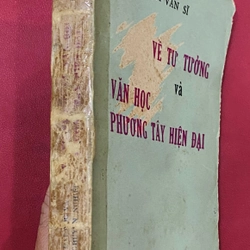 VĂN SĨ
VỀ TƯ TƯỞNG
VĂN HỌC và
PHƯƠNG TÂY HIỆN ĐẠI